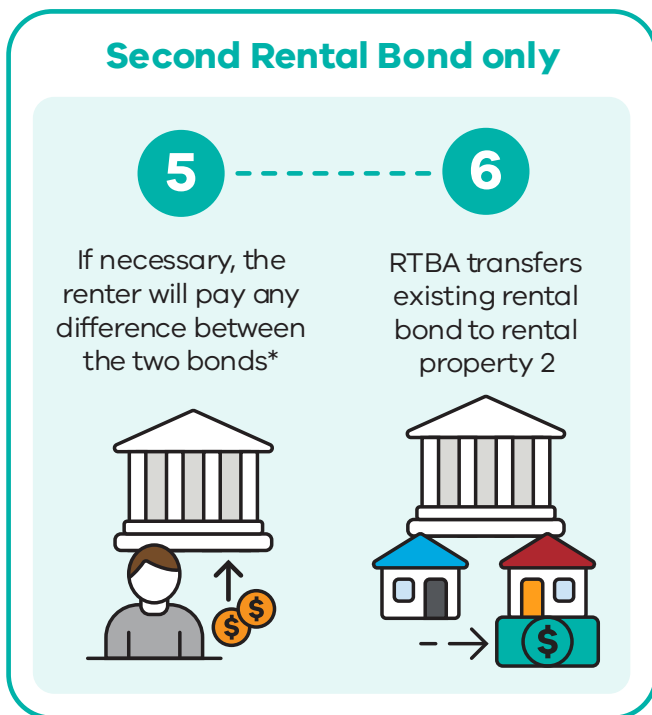 Second Rental Bond only
5
6
If necessary, the
renter will pay any
difference between
the two bonds*
RTBA transfers
existing rental
bond to rental
property 2
$
$
$